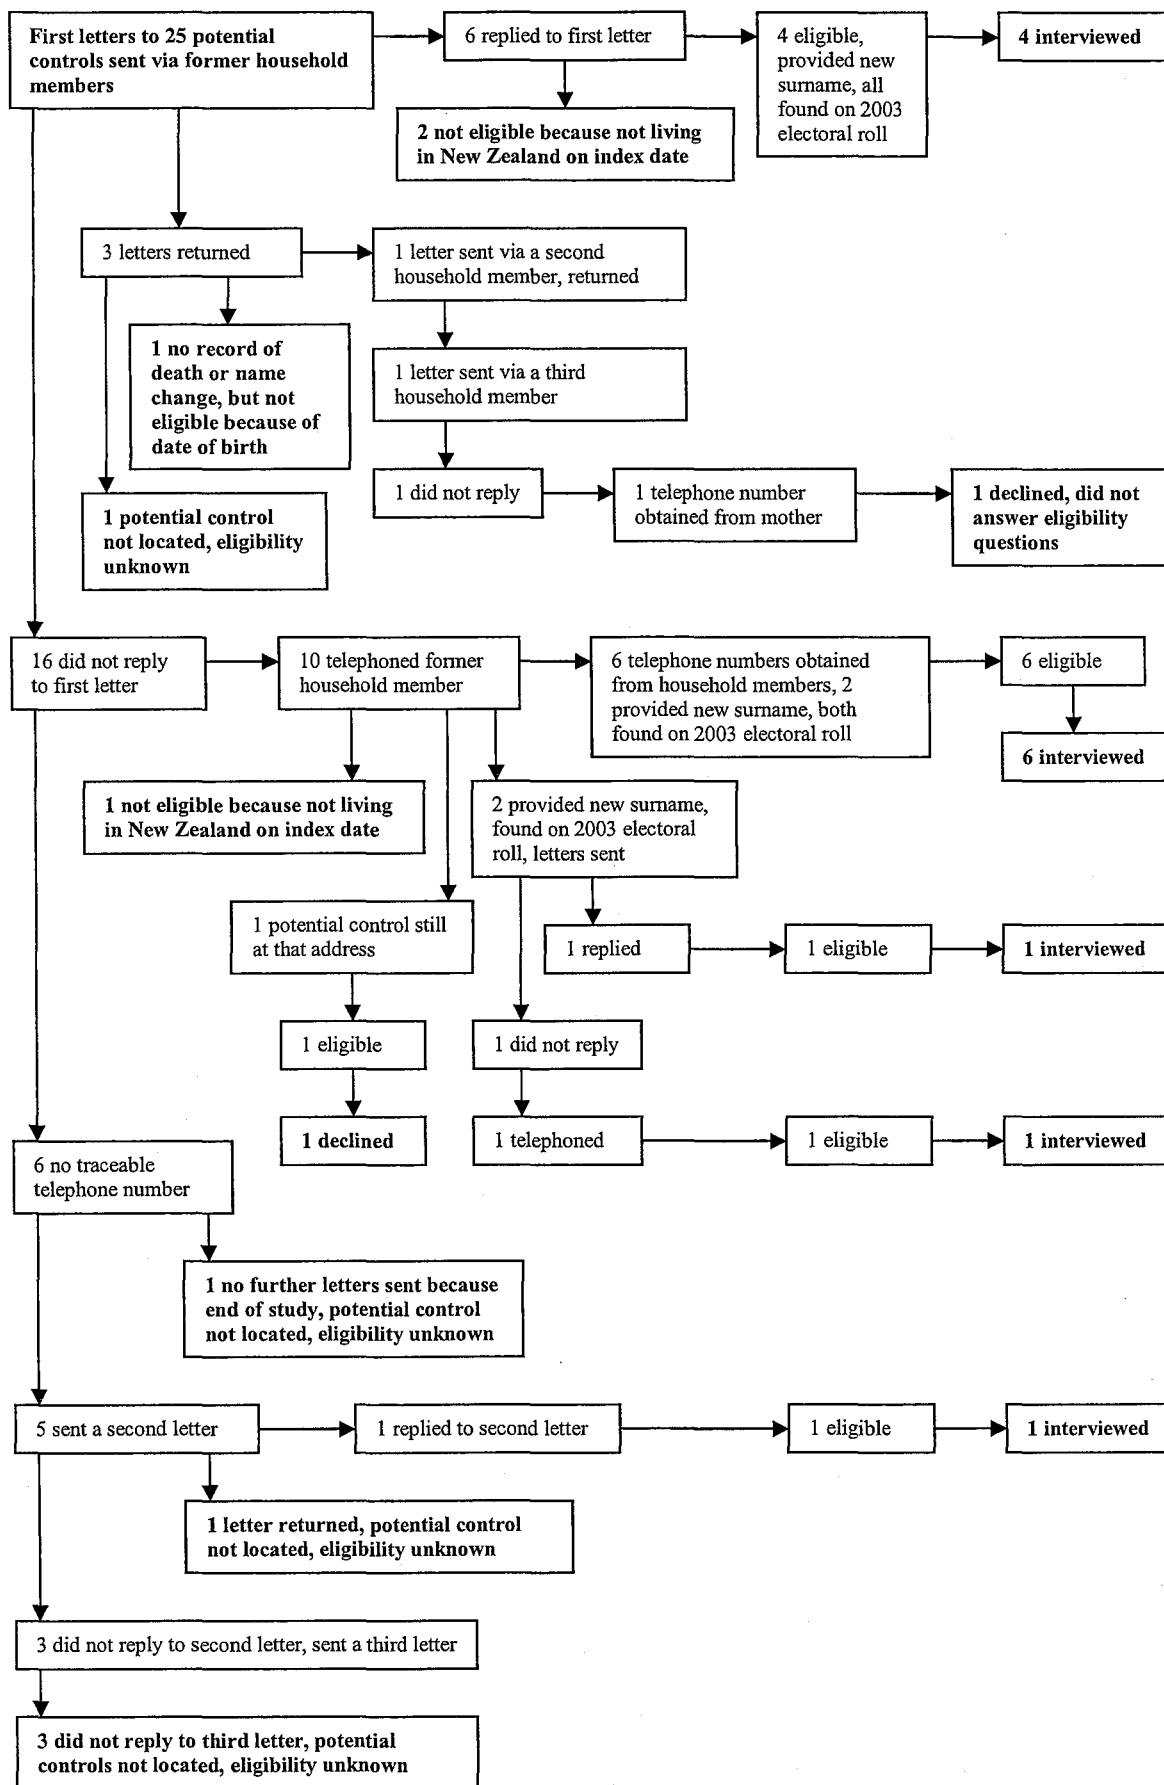 First letters to 25 potential
controls sent via former household
members
6 replied to first letter
4 eligible,
provided new
surname, all
found on 2003
electoral roll
4 interviewed
2 not eligible because not living
in New Zealand on index date
3 letters returned
1 letter sent via a second
household member, returned
1 no record of
death or name
change, but not
eligible because of
date of birth
1 letter sent via a third
household member
1 potential control
not located, eligibility
unknown
1 did not reply
1 telephone number
obtained from mother
1 declined, did not
answer eligibility
questions
16 did not reply
to first letter
10 telephoned former
household member
6 telephone numbers obtained
from household members, 2
provided new surname, both
found on 2003 electoral roll
6 eligible
6 interviewed
1 not eligible because not living
in New Zealand on index date
2 provided new surname,
found on 2003 electoral
roll, letters sent
1 potential control still
at that address
1 replied
1 eligible
1 interviewed
1 eligible
1 did not reply
1 declined
1 telephoned
1 eligible
1 interviewed
6 no traceable
telephone number
1 no further letters sent because
end of study, potential control
not located, eligibility unknown
5 sent a second letter
1 replied to second letter
1 eligible
1 interviewed
1 letter returned, potential control
not located, eligibility unknown
3 did not reply to second letter, sent a third letter
3 did not reply to third letter, potential
controls not located, eligibility unknown